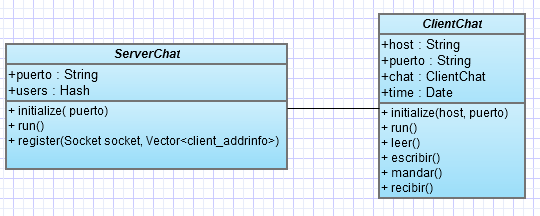 ServerChat
+puerto : String
+users : Hash
+ initialize( puerto)
+ run()
+ register(Socket socket, Vector<client_addrinfo>)
ClientChat
+host : String
+puerto : String
+chat : ClientChat
+time : Date
+ initialize(host, puerto)
+ run()
+ leer()
+ escribir()
+ mandar()
+ recibir()